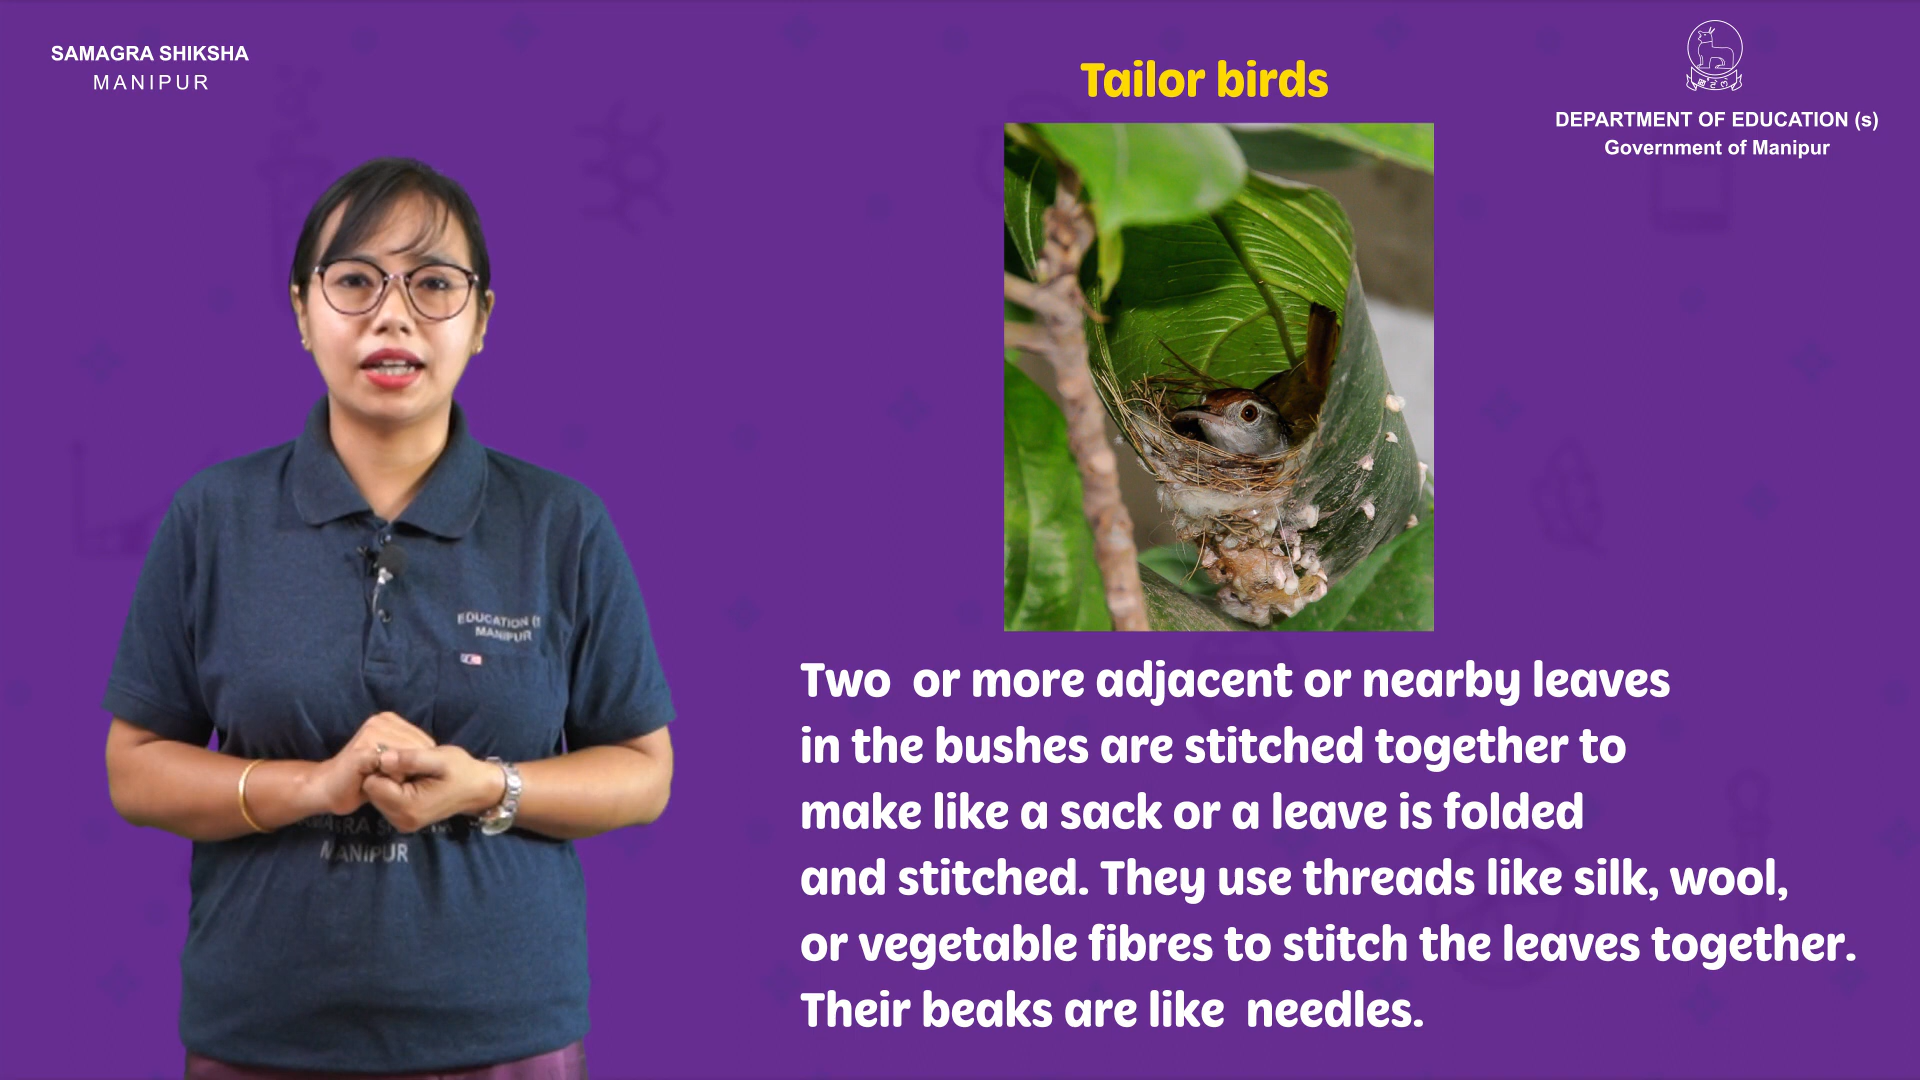 SAMAGRA SHIKSHA
MANIPUR
Tailor birds
DEPARTMENT OF EDUCATION (s)
Government of Manipur
EDUCATION (
MANIPUR
MANIPUR
Two or more adjacent or nearby leaves
in the bushes are stitched together to
make like a sack or a leave is folded
and stitched. They use threads like silk, wool,
or vegetable fibres to stitch the leaves together.
Their beaks are like needles.